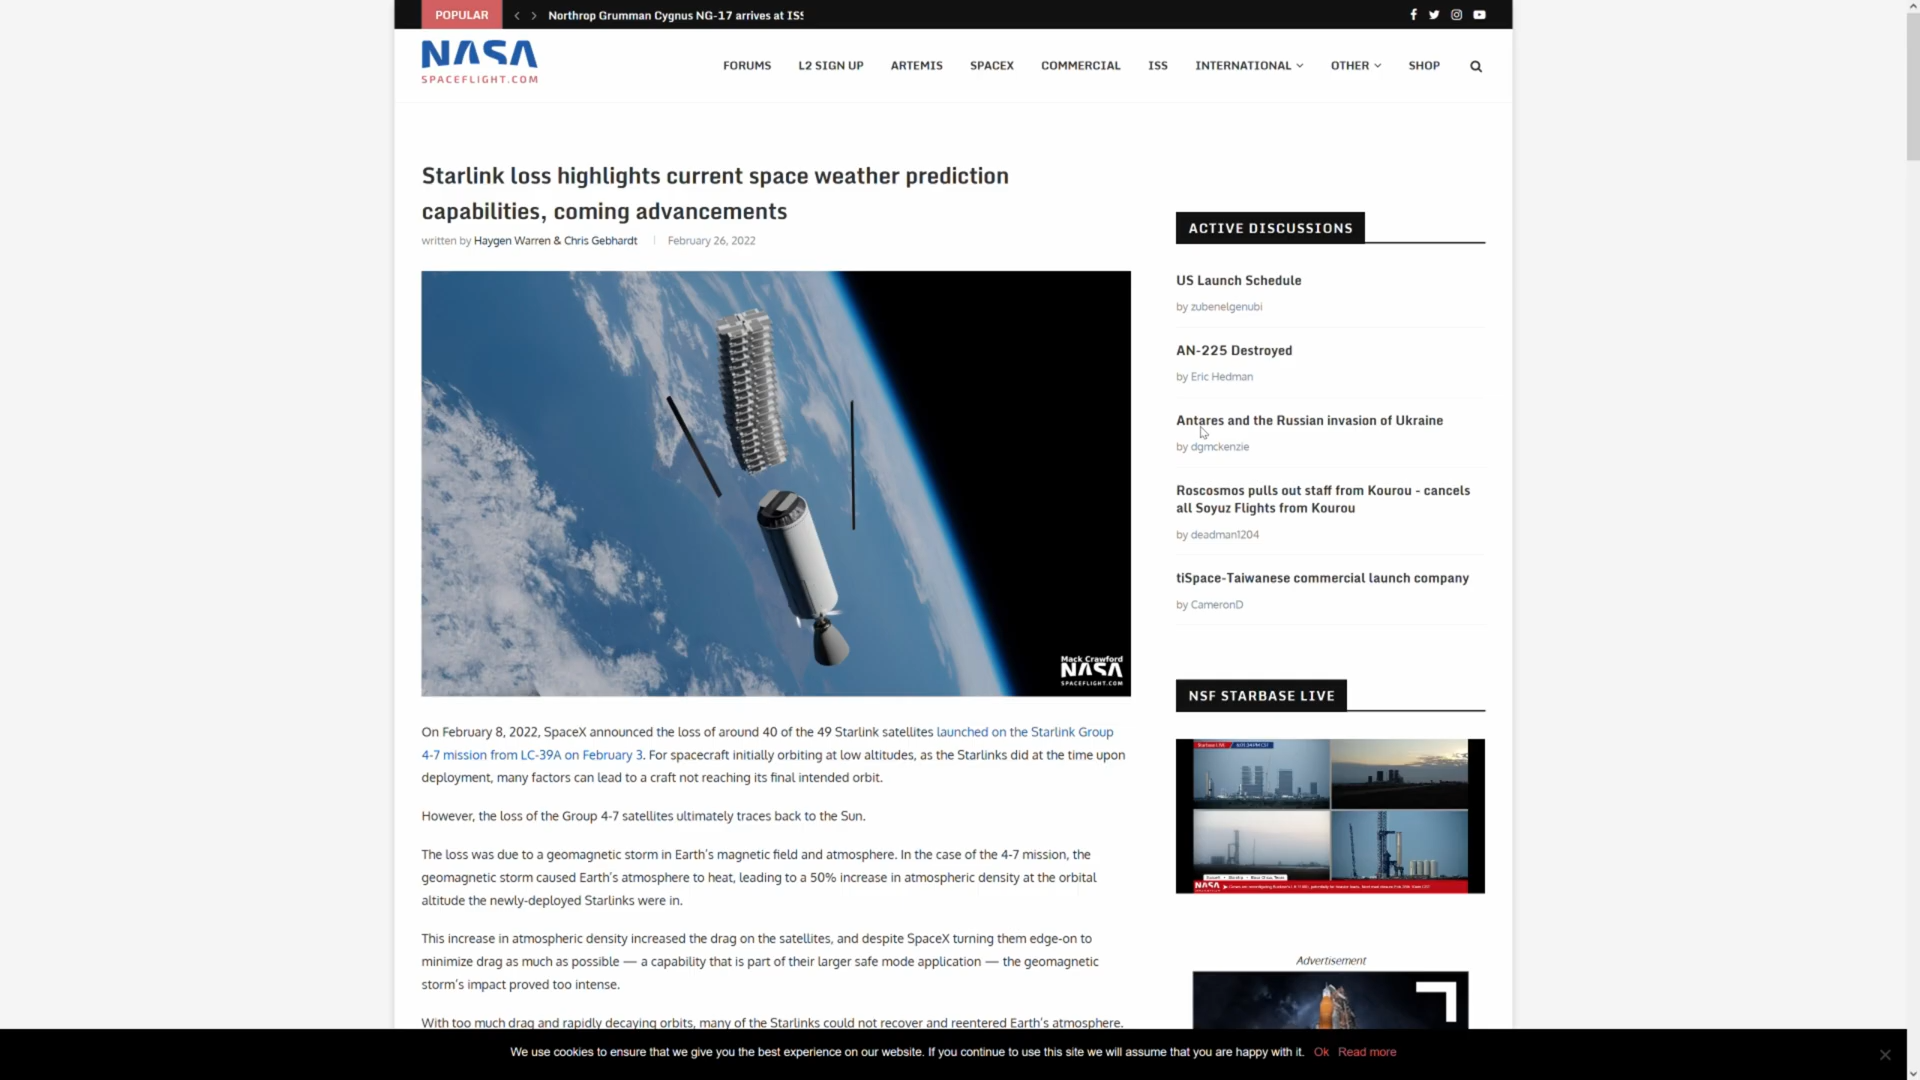 POPULAR
Northrop Grumman Cygnus NG-17 arrives at ISS
NASA
SPACEFLIGHT.COM
FORUMS
L2 SIGN UP
ARTEMIS
SPACEX
COMMERCIAL
ISS
INTERNATIONAL
OTHER
SHOP
Starlink loss highlights current space weather prediction
capabilities, coming advancements
written by Haygen Warren & Chris Gebhardt
February 26, 2022
Mack Crawford
NASA
SPACEFLIGHT.COM
On February 8, 2022, SpaceX announced the loss of around 40 of the 49 Starlink satellites launched on the Starlink Group
4-7 mission from LC-39A on February 3. For spacecraft initially orbiting at low altitudes, as the Starlinks did at the time upon
deployment, many factors can lead to a craft not reaching its final intended orbit.
However, the loss of the Group 4-7 satellites ultimately traces back to the Sun.
The loss was due to a geomagnetic storm in Earth's magnetic field and atmosphere. In the case of the 4-7 mission, the
geomagnetic storm caused Earth's atmosphere to heat, leading to a 50% increase in atmospheric density at the orbital
altitude the newly-deployed Starlinks were in.
This increase in atmospheric density increased the drag on the satellites, and despite SpaceX turning them edge-on to
minimize drag as much as possible — a capability that is part of their larger safe mode application — the geomagnetic
storm's impact proved too intense.
With too much drag and rapidly decaying orbits, many of the Starlinks could not recover and reentered Earth's atmosphere.
ACTIVE DISCUSSIONS
US Launch Schedule
by zubenelgenubi
AN-225 Destroyed
by Eric Hedman
Antares and the Russian invasion of Ukraine
by dgmckenzie
Roscosmos pulls out staff from Kourou - cancels
all Soyuz Flights from Kourou
by deadman1204
tiSpace-Taiwanese commercial launch company
by CameronD
NSF STARBASE LIVE
NASA
Advertisement
We use cookies to ensure that we give you the best experience on our website. If you continue to use this site we will assume that you are happy with it. Ok Read more